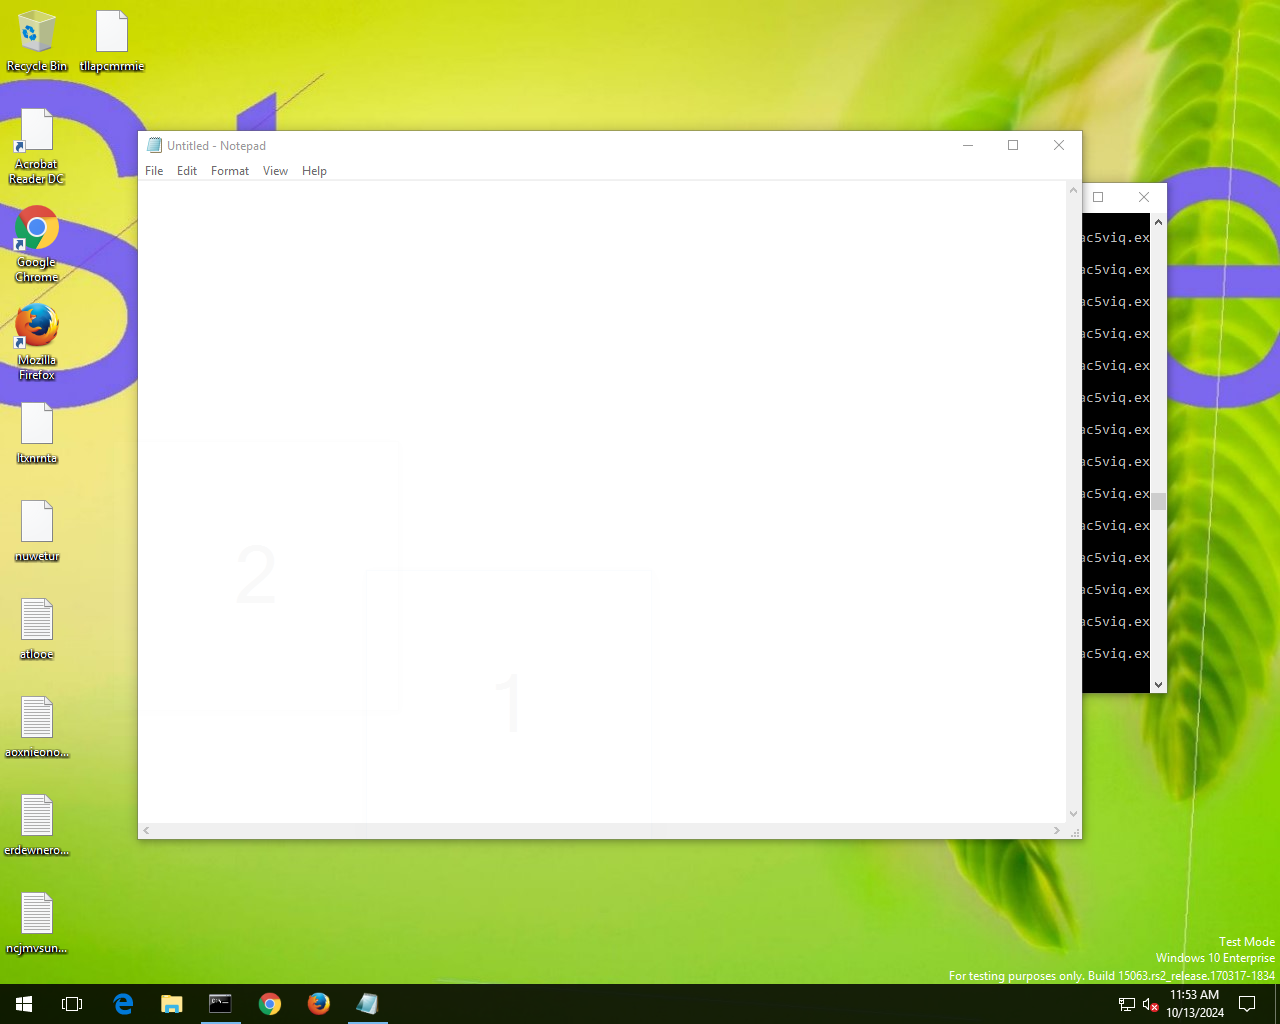 Recycle Bin
tllapcmrmie
Acrobat
Reader DC
Google
Chrome
Mozilla
Firefox
ltxnrnta
nuwetur
atlooe
aoxnieono...
erdewnero...
ncjmvsun...
Untitled - Notepad
File Edit Format View Help
2
1
ac5viq.ex
ac5viq.ex
ac5viq.ex
ac5viq.ex
ac5viq.ex
ac5viq.ex
ac5viq.ex
ac5viq.ex
ac5viq.ex
ac5viq.ex
ac5viq.ex
ac5viq.ex
ac5viq.ex
ac5viq.ex
Test Mode
Windows 10 Enterprise
For testing purposes only. Build 15063.rs2_release.170317-1834
11:53 AM
10/13/2024